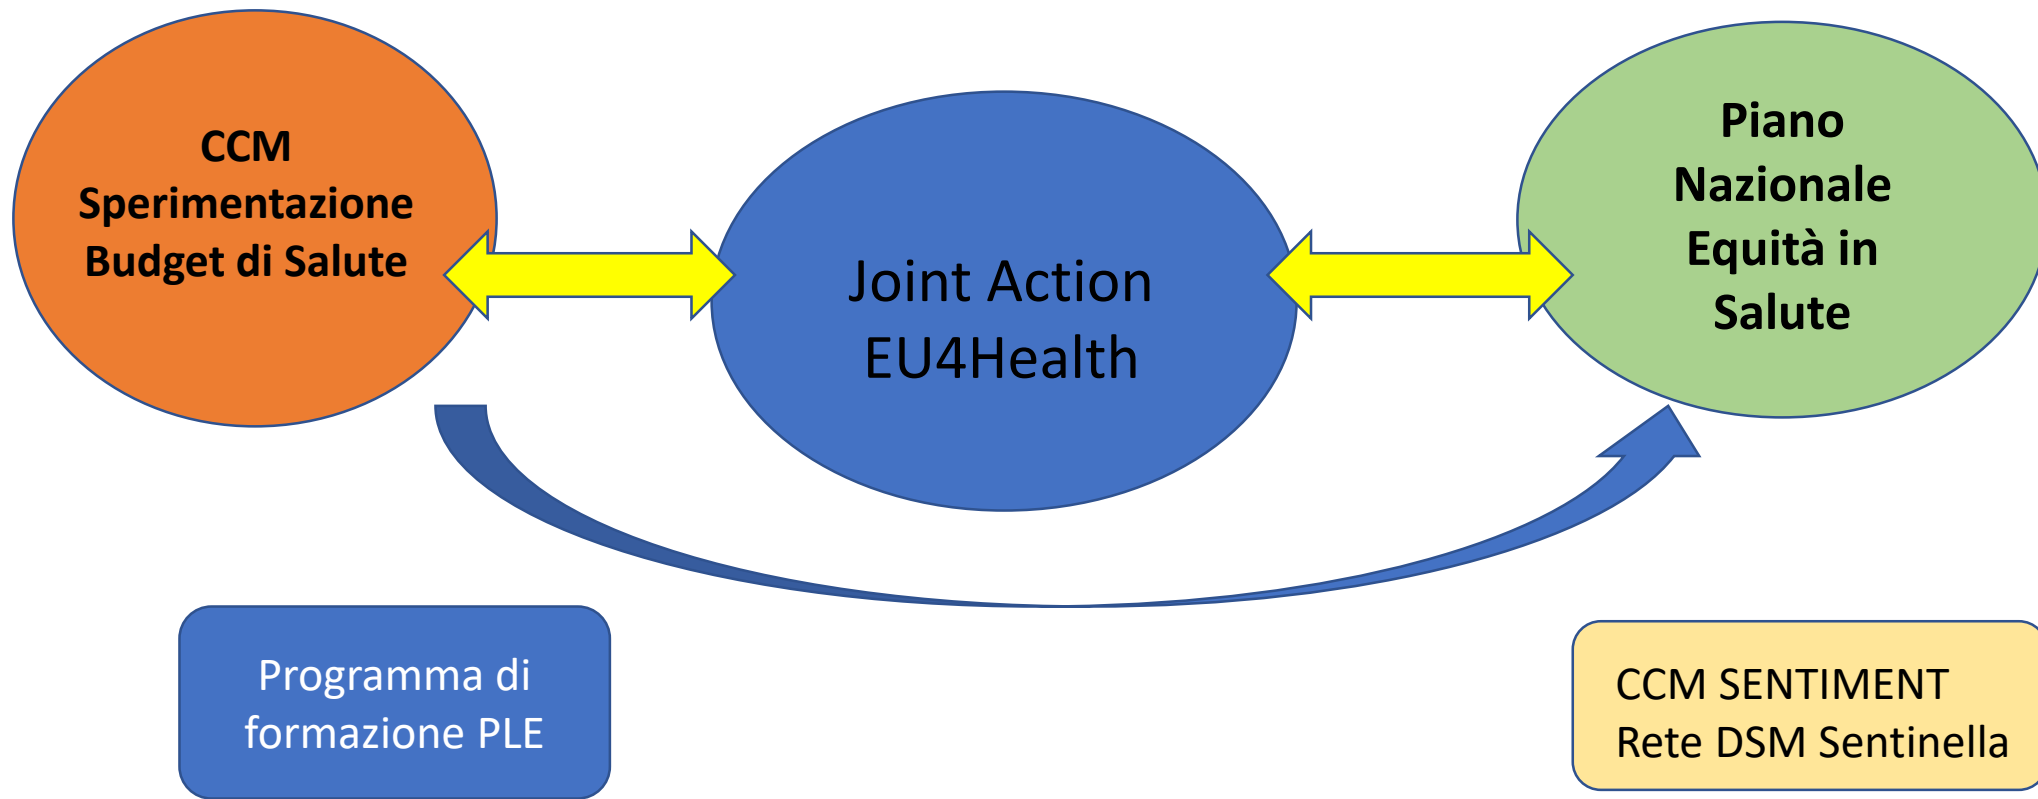 CCM
Sperimentazione
Budget di Salute
Joint Action
EU4Health
Piano
Nazionale
Equità in
Salute
Programma di
formazione PLE
CCM SENTIMENT
Rete DSM Sentinella